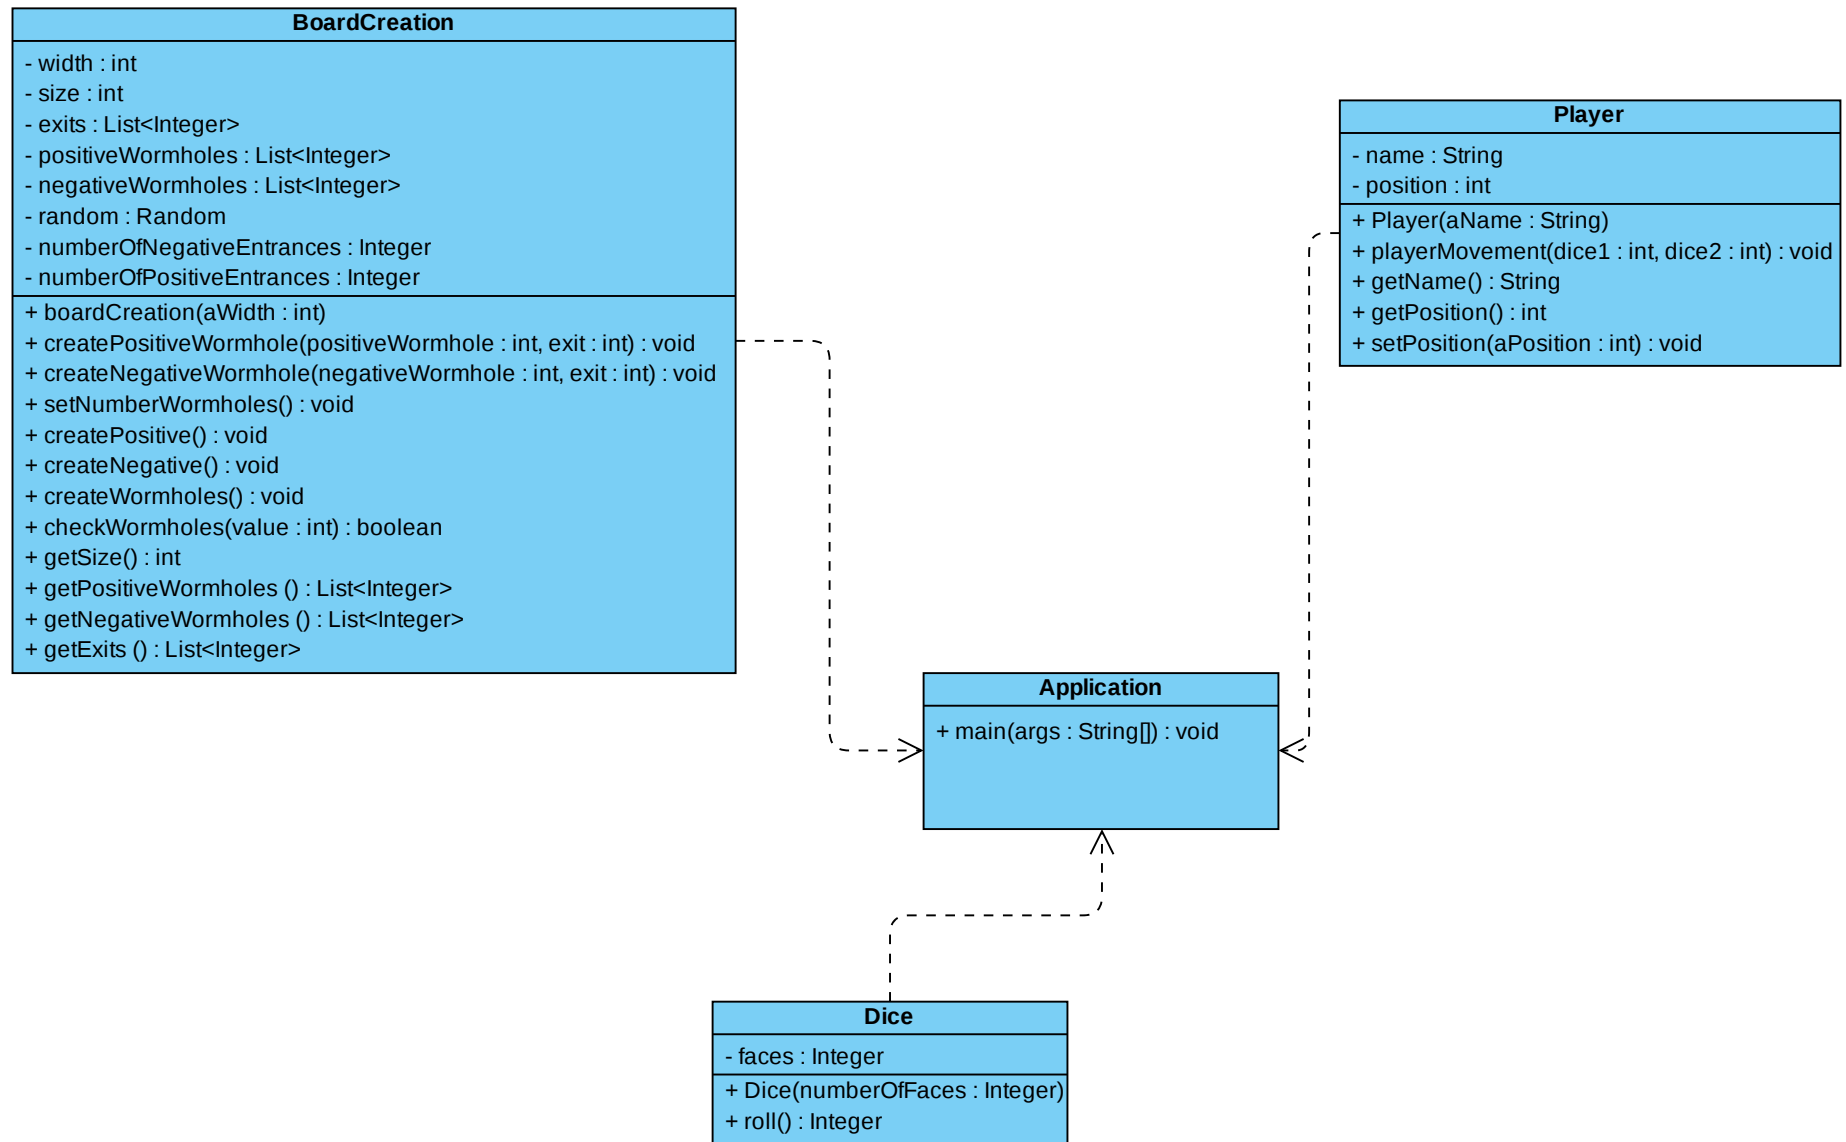 BoardCreation
- width : int
- size : int
- exits : List<Integer>
- positiveWormholes : List<Integer>
- negativeWormholes : List<Integer>
- random : Random
- numberOfNegativeEntrances : Integer
- numberOfPositiveEntrances : Integer
+ boardCreation(aWidth : int)
+ createPositiveWormhole(positiveWormhole : int, exit : int) : void
+ createNegativeWormhole(negativeWormhole : int, exit : int) : void
+ setNumberWormholes() : void
+ createPositive() : void
+ createNegative() : void
+ createWormholes() : void
+ checkWormholes(value : int) : boolean
+ getSize() : int
+ getPositiveWormholes () : List<Integer>
+ getNegativeWormholes () : List<Integer>
+ getExits () : List<Integer>
Player
- name : String
- position : int
+ Player(aName : String)
+ playerMovement(dice1 : int, dice2 : int) : void
+ getName() : String
+ getPosition() : int
+ setPosition(aPosition : int) : void
Application
+ main(args : String[]) : void
Dice
- faces : Integer
+ Dice(numberOfFaces : Integer)
+ roll() : Integer